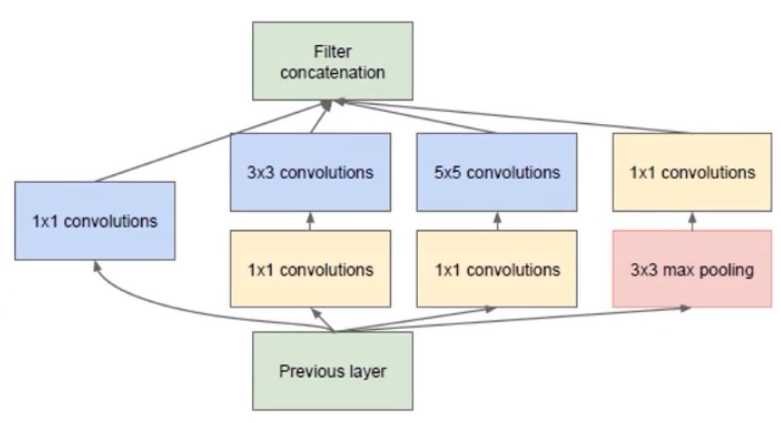 Filter
concatenation
3x3 convolutions
5x5 convolutions
1x1 convolutions
1x1 convolutions
1x1 convolutions
1x1 convolutions
3x3 max pooling
Previous layer